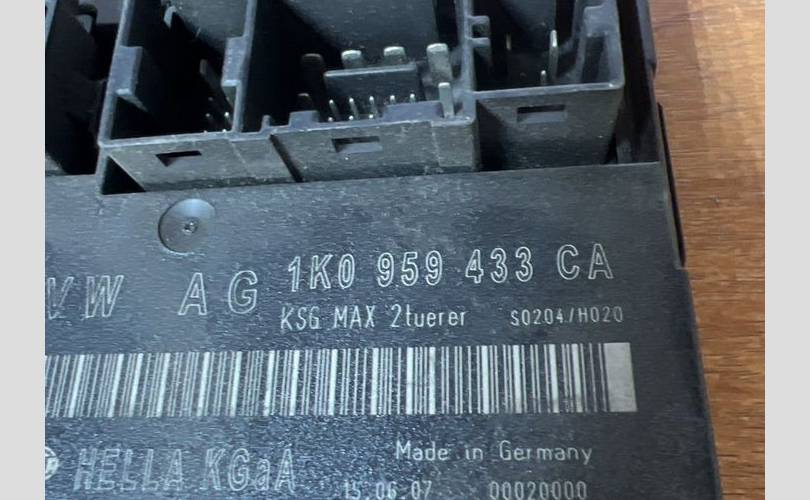 VW AG 1K0 959 433 CA
KSG MAX 2tuerer S0204/H020
HELLA KGaA Made in Germany
15.06.07 00020000